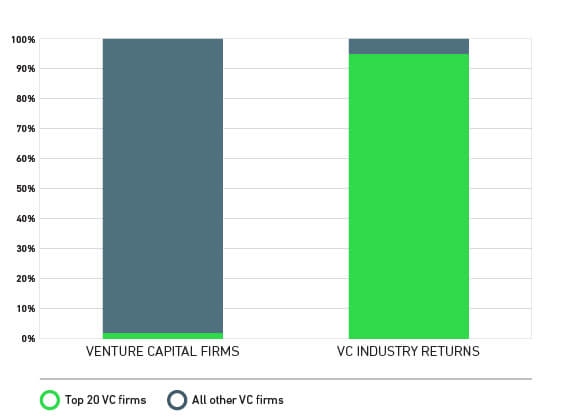 100%
90%
80%
70%
60%
50%
40%
30%
20%
10%
0%
VENTURE CAPITAL FIRMS
VC INDUSTRY RETURNS
Top 20 VC firms
All other VC firms